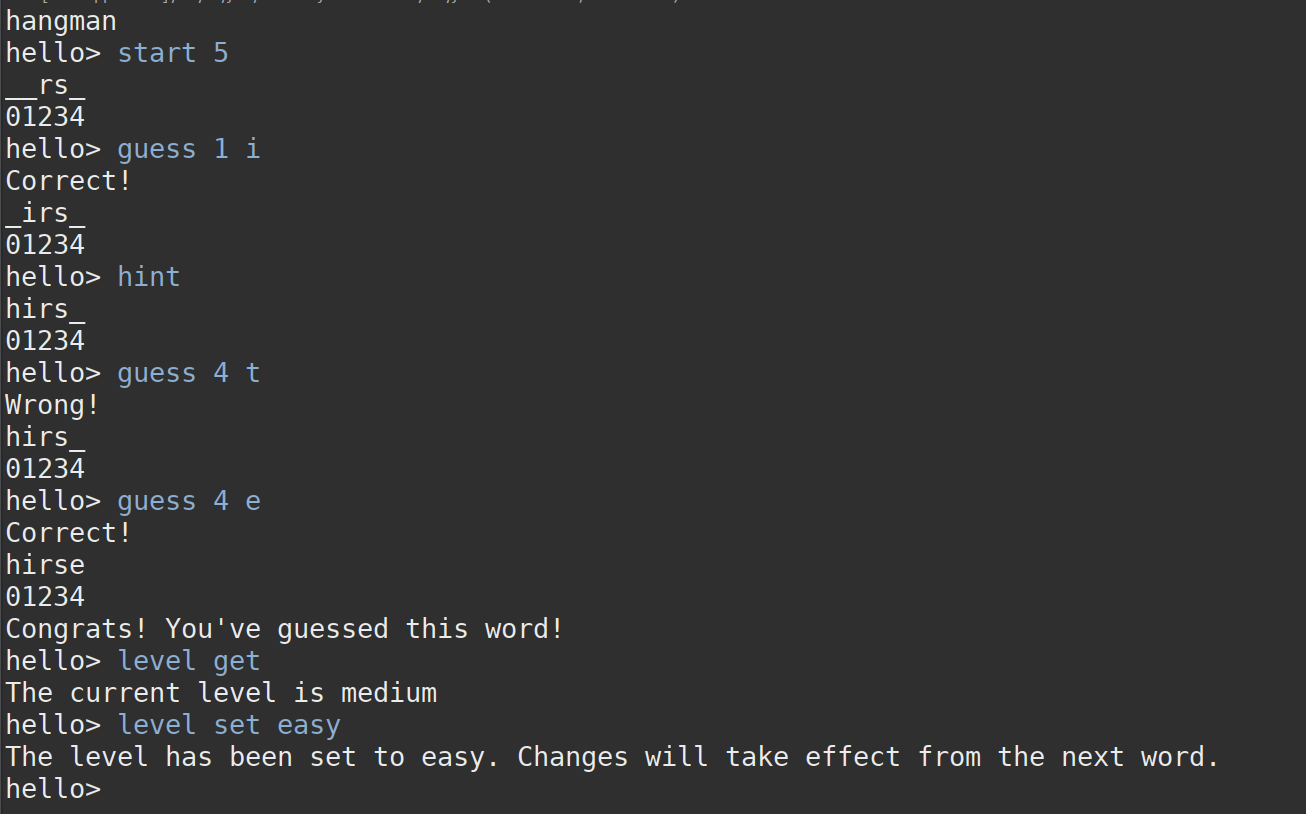 hangman
hello> start 5
__rs_
01234
hello> guess 1 i
Correct!
_irs_
01234
hello> hint
hirs_
01234
hello> guess 4 t
Wrong!
hirs_
01234
hello> guess 4 e
Correct!
hirse
01234
Congrats! You've guessed this word!
hello> level get
The current level is medium
hello> level set easy
The level has been set to easy. Changes will take effect from the next word.
hello>